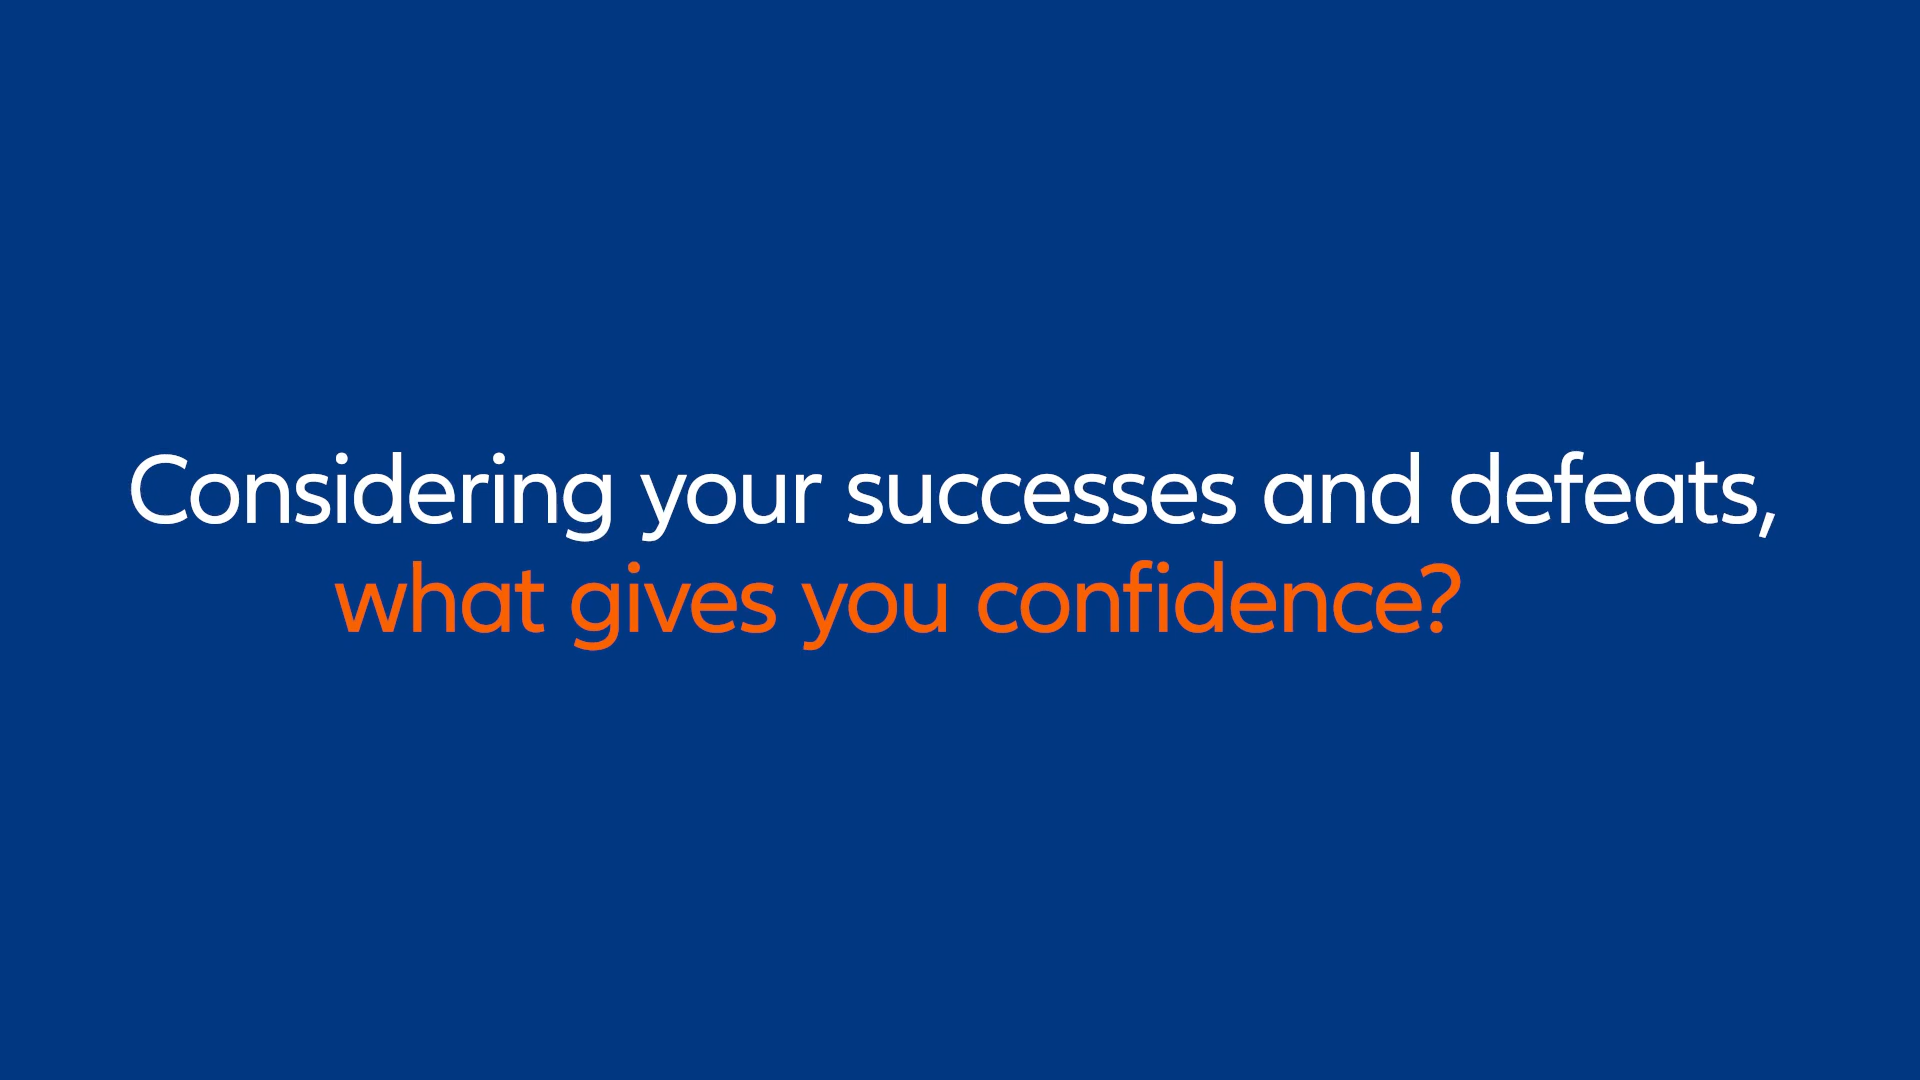 Considering your successes and defeats,
what gives you confidence?